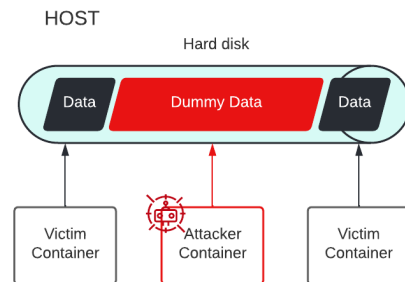 HOST
Hard disk
Data
Dummy Data
Data
Victim
Container
Attacker
Container
Victim
Container